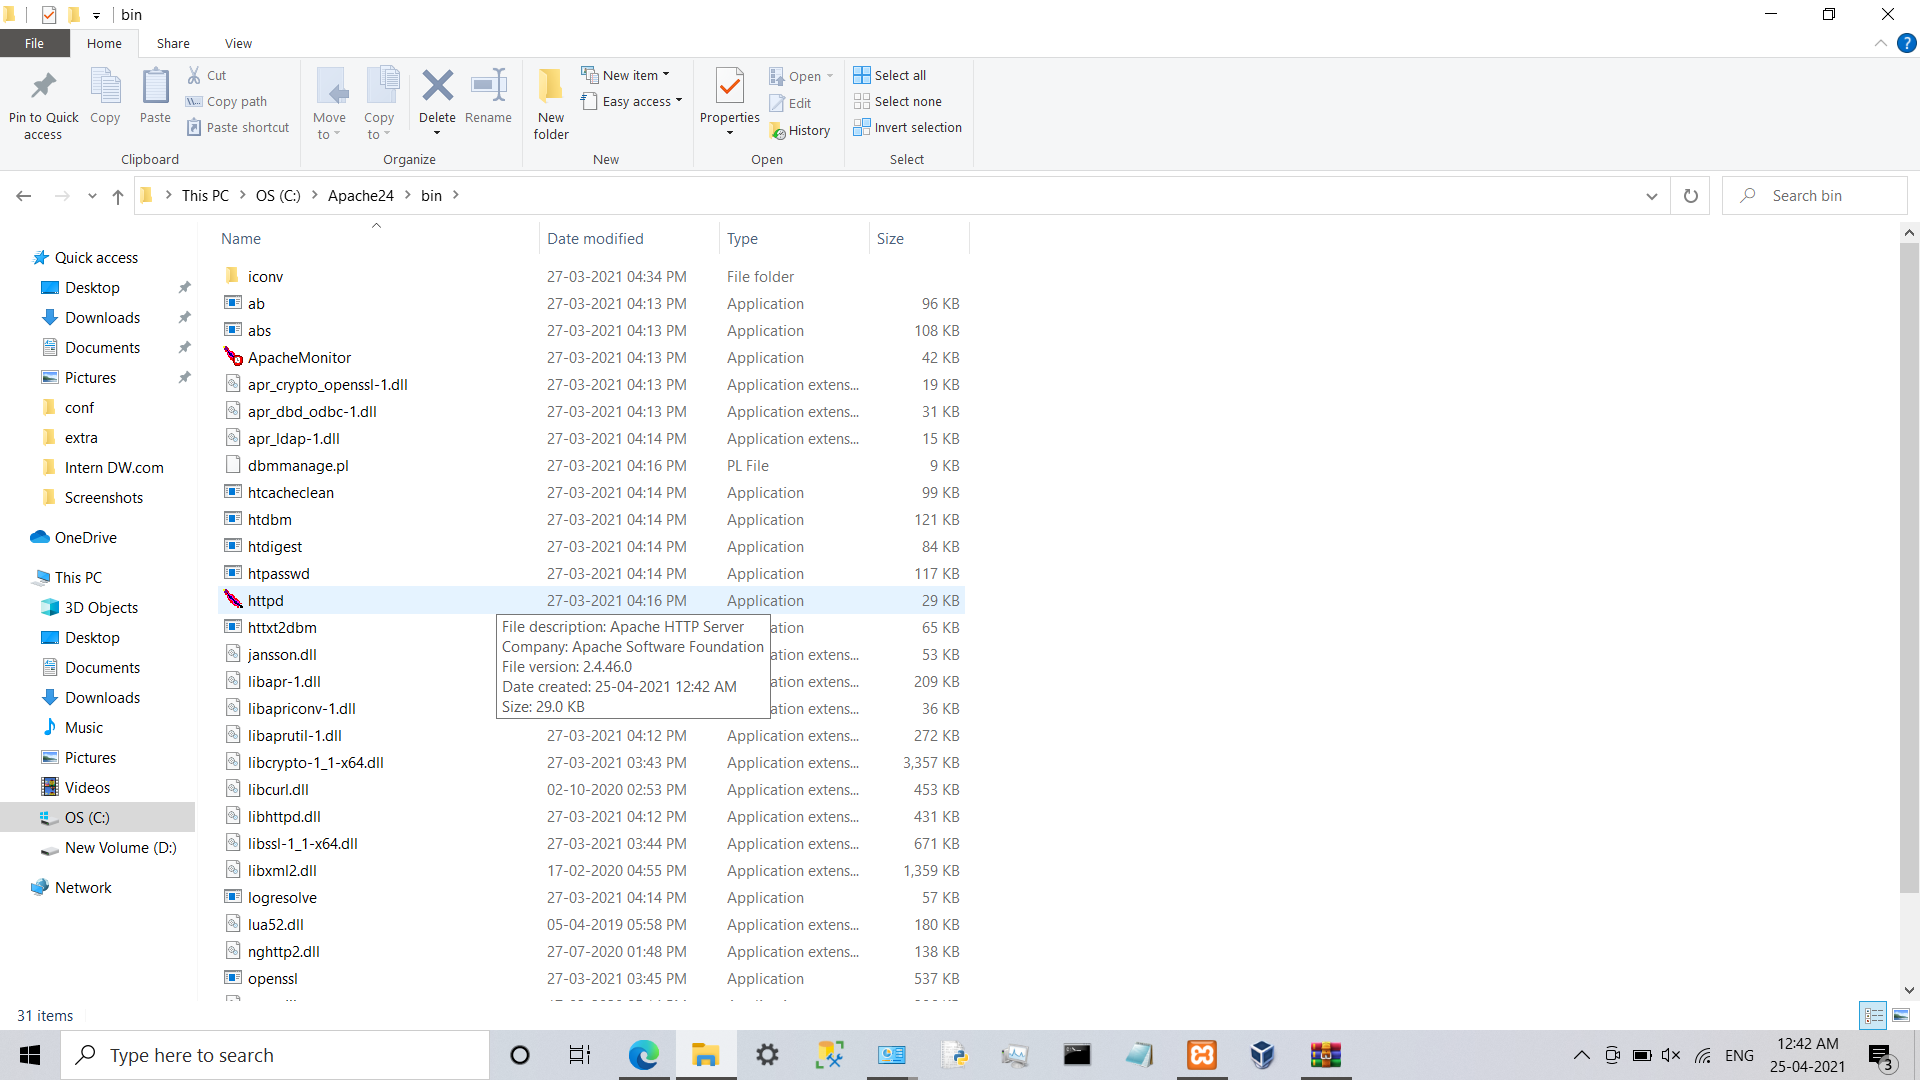 bin
File Home Share View
Pin to Quick access
Copy
Paste
Cut
Copy path
Paste shortcut
Clipboard
Move to
Copy to
Delete
Rename
Organize
New folder
New item
Easy access
New
Properties
Open
Edit
History
Open
Select all
Select none
Invert selection
Select
This PC > OS (C:) > Apache24 > bin >
Search bin
Quick access
Desktop
Downloads
Documents
Pictures
conf
extra
Intern DW.com
Screenshots
OneDrive
This PC
3D Objects
Desktop
Documents
Downloads
Music
Pictures
Videos
OS (C:)
New Volume (D:)
Network
Name Date modified Type Size
iconv 27-03-2021 04:34 PM File folder
ab 27-03-2021 04:13 PM Application 96 KB
abs 27-03-2021 04:13 PM Application 108 KB
ApacheMonitor 27-03-2021 04:13 PM Application 42 KB
apr_crypto_openssl-1.dll 27-03-2021 04:13 PM Application extens... 19 KB
apr_dbd_odbc-1.dll 27-03-2021 04:13 PM Application extens... 31 KB
apr_ldap-1.dll 27-03-2021 04:14 PM Application extens... 15 KB
dbmmanage.pl 27-03-2021 04:16 PM PL File 9 KB
htcacheclean 27-03-2021 04:14 PM Application 99 KB
htdbm 27-03-2021 04:14 PM Application 121 KB
htdigest 27-03-2021 04:14 PM Application 84 KB
htpasswd 27-03-2021 04:14 PM Application 117 KB
httpd 27-03-2021 04:16 PM Application 29 KB
httxt2dbm ation 65 KB
jansson.dll ation extens... 53 KB
libapr-1.dll ation extens... 209 KB
libapriconv-1.dll ation extens... 36 KB
File description: Apache HTTP Server
Company: Apache Software Foundation
File version: 2.4.46.0
Date created: 25-04-2021 12:42 AM
Size: 29.0 KB
libaprutil-1.dll 27-03-2021 04:12 PM Application extens... 272 KB
libcrypto-1_1-x64.dll 27-03-2021 03:43 PM Application extens... 3,357 KB
libcurl.dll 02-10-2020 02:53 PM Application extens... 453 KB
libhttpd.dll 27-03-2021 04:12 PM Application extens... 431 KB
libssl-1_1-x64.dll 27-03-2021 03:44 PM Application extens... 671 KB
libxml2.dll 17-02-2020 04:55 PM Application extens... 1,359 KB
logresolve 27-03-2021 04:14 PM Application 57 KB
lua52.dll 05-04-2019 05:58 PM Application extens... 180 KB
nghttp2.dll 27-07-2020 01:48 PM Application extens... 138 KB
openssl 27-03-2021 03:45 PM Application 537 KB
31 items
Type here to search
ENG
12:42 AM
25-04-2021
3